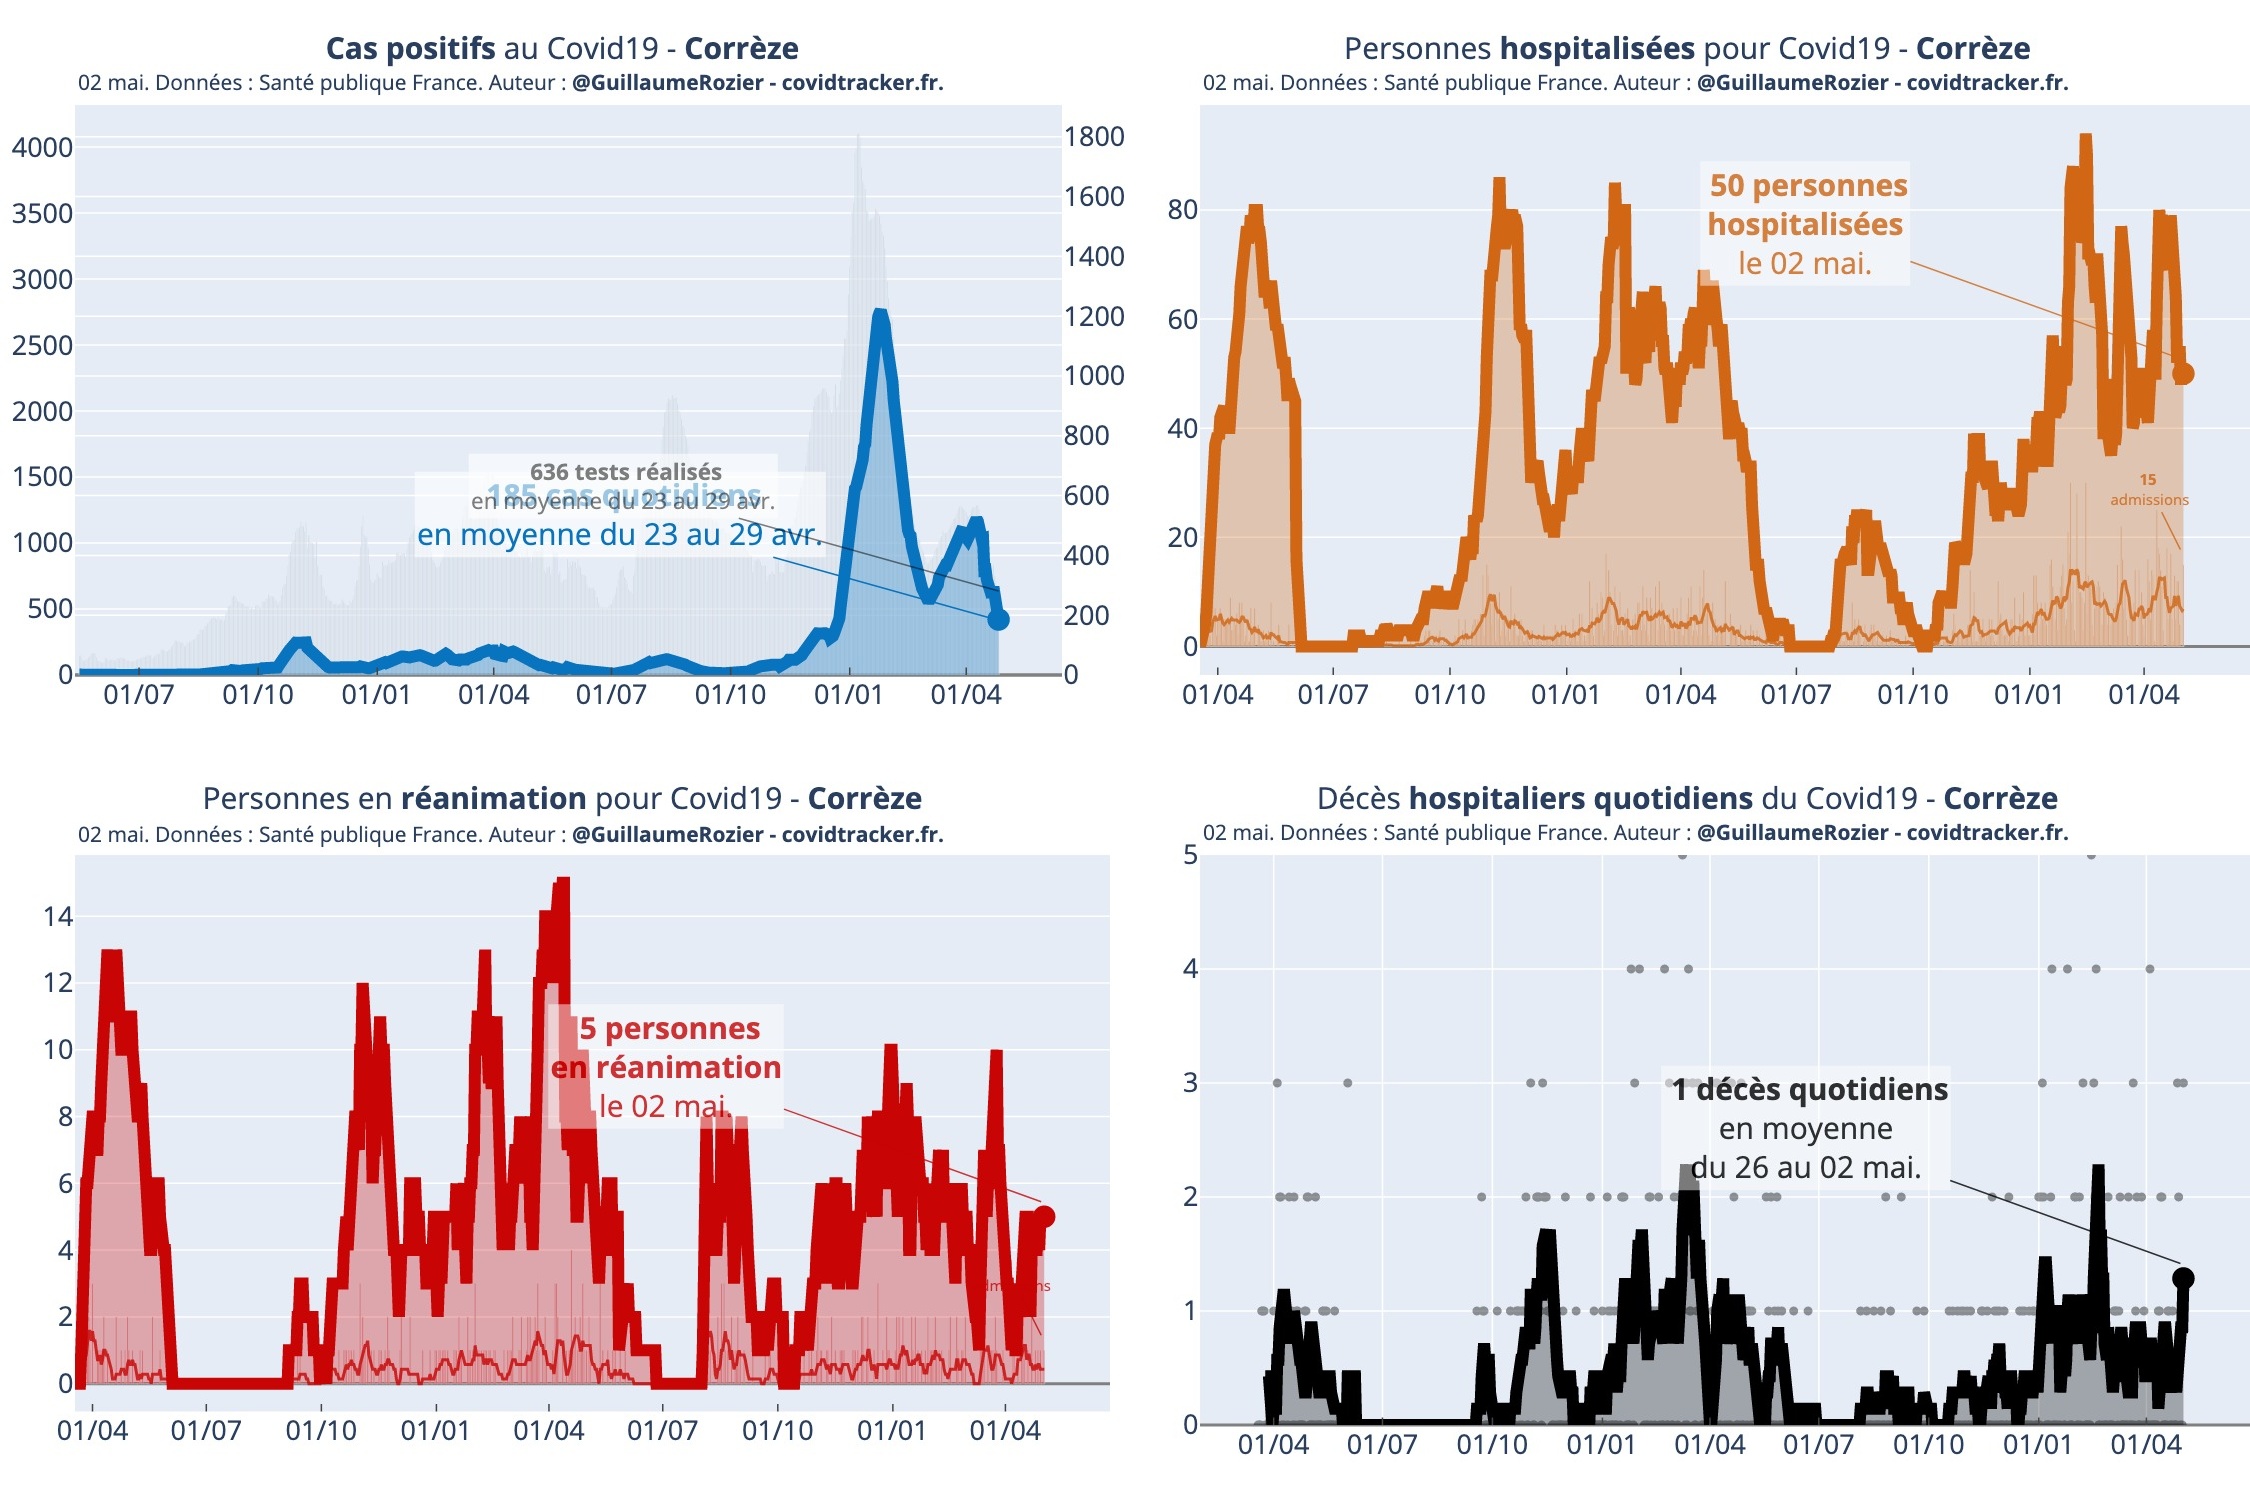 Cas positifs au Covid19 - Corrèze
02 mai. Données : Santé publique France. Auteur : @GuillaumeRozier - covidtracker.fr.
4000
3500
3000
2500
2000
1500
1000
500
0
1800
1600
1400
1200
1000
800
600
400
200
0
636 tests réalisés
en moyenne du 23 au 29 avr.
185 cas quotidiens
en moyenne du 23 au 29 avr.
01/07 01/10 01/01 01/04 01/07 01/10 01/01 01/04
Personnes hospitalisées pour Covid19 - Corrèze
02 mai. Données : Santé publique France. Auteur : @GuillaumeRozier - covidtracker.fr.
80
60
40
20
0
50 personnes
hospitalisées
le 02 mai.
15
admissions
01/04 01/07 01/10 01/01 01/04 01/07 01/10 01/01 01/04
Personnes en réanimation pour Covid19 - Corrèze
02 mai. Données : Santé publique France. Auteur : @GuillaumeRozier - covidtracker.fr.
14
12
10
8
6
4
2
0
5 personnes
en réanimation
le 02 mai.
01/04 01/07 01/10 01/01 01/04 01/07 01/10 01/01 01/04
Décès hospitaliers quotidiens du Covid19 - Corrèze
02 mai. Données : Santé publique France. Auteur : @GuillaumeRozier - covidtracker.fr.
5
4
3
2
1
0
1 décès quotidiens
en moyenne
du 26 au 02 mai.
01/04 01/07 01/10 01/01 01/04 01/07 01/10 01/01 01/04